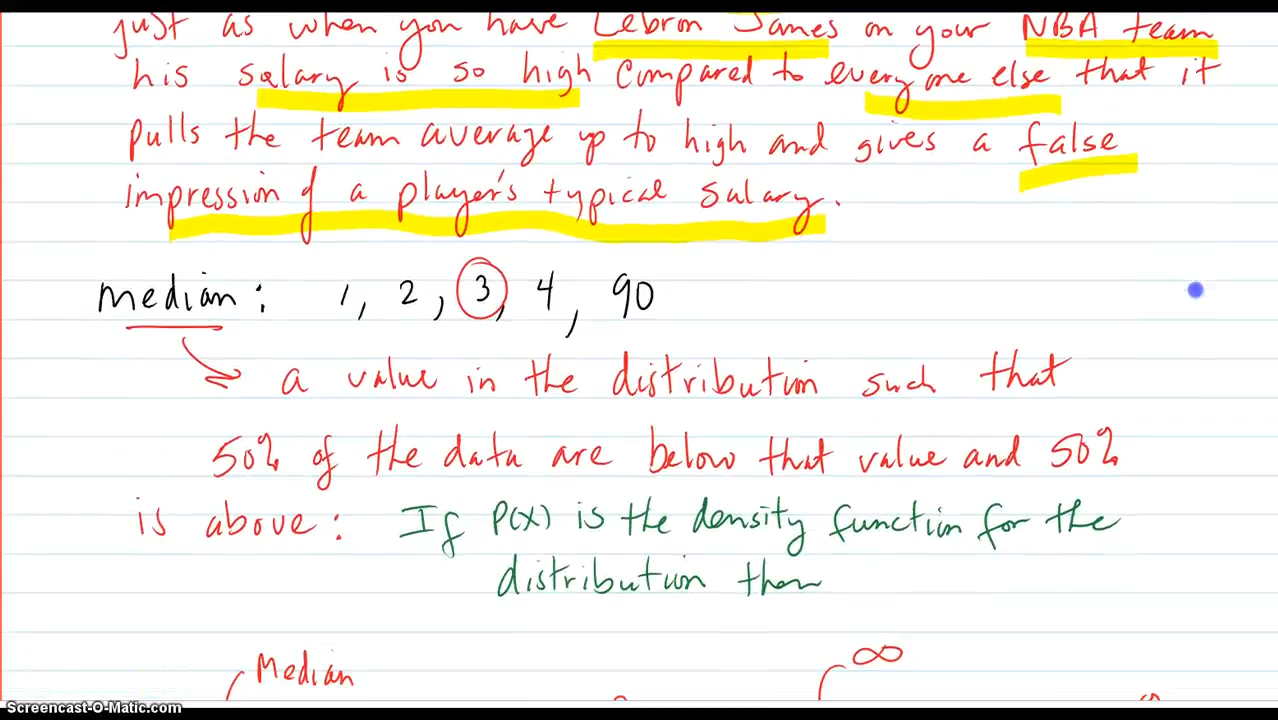 just as when you have Lebron James on your NBA team
his salary is so high compared to everyone else that it
pulls the team average up to high and gives a false
impression of a player's typical salary.
median: 1, 2, 3, 4, 90
a value in the distribution such that
50% of the data are below that value and 50%
is above: If P(x) is the density function for the
distribution then
Median ∞
Screencast-O-Matic.com